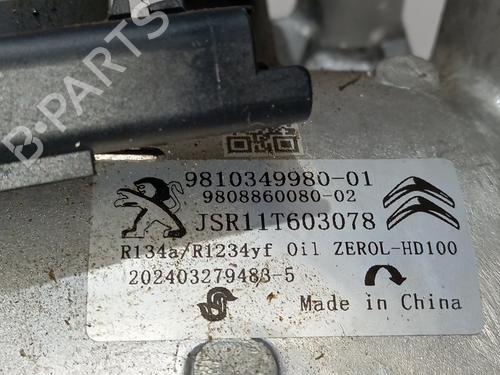 B-PARTS
9810349980-01
9808860080-02
JSR11T603078
R134a/R1234yf Oil ZEROL-HD100
202403279483-5
Made in China